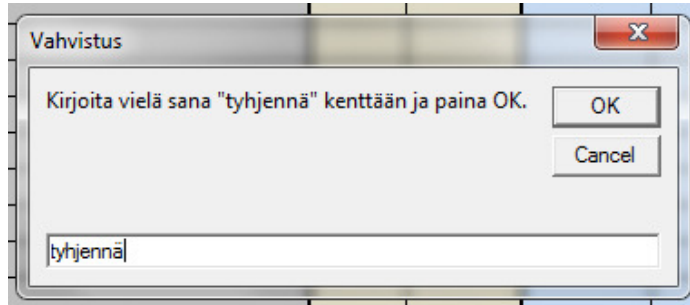 Vahvistus
Kirjoita vielä sana "tyhjennä" kenttään ja paina OK.
OK
Cancel
tyhjennä